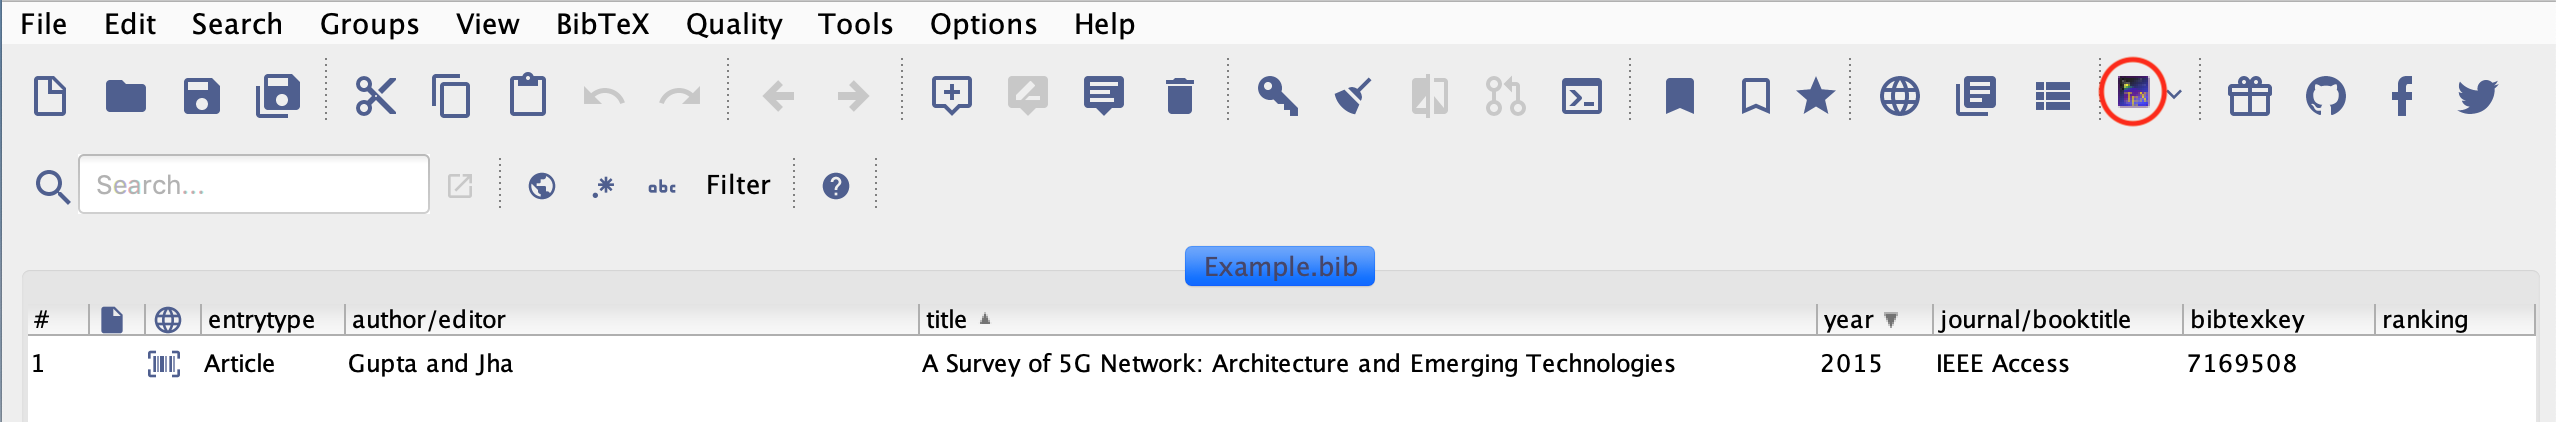 File Edit Search Groups View BibTeX Quality Tools Options Help
TEX
Search... .* abc Filter ?
Example.bib
# entrytype author/editor title year journal/booktitle bibtexkey ranking
1 Article Gupta and Jha A Survey of 5G Network: Architecture and Emerging Technologies 2015 IEEE Access 7169508